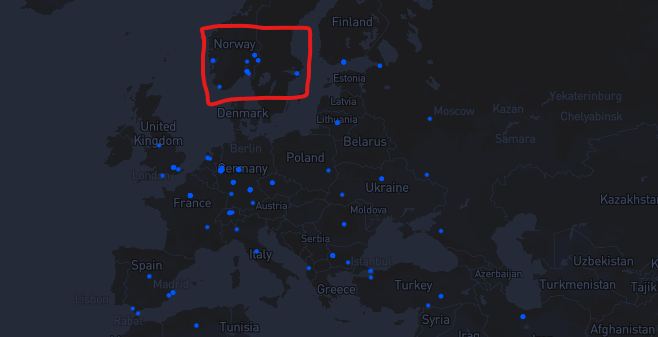 Finland
Norway
Estonia
Yekaterinburg
Latvia
Moscow
Kazan
Denmark
Lithuania
Chelyabinsk
United
Kingdom
Samara
Belarus
Berlin
Poland
Germany
Ukraine
France
Austria
Kazakhsta
Moldova
Serbia
Italy
Istanbul
Uzbekistan
Spain
Azerbaijan
Madrid
Turkey
Turkmenistan
Greece
Tajik
Lisbon
Rabat
Tunisia
Syria
Afghanistan
Iraq